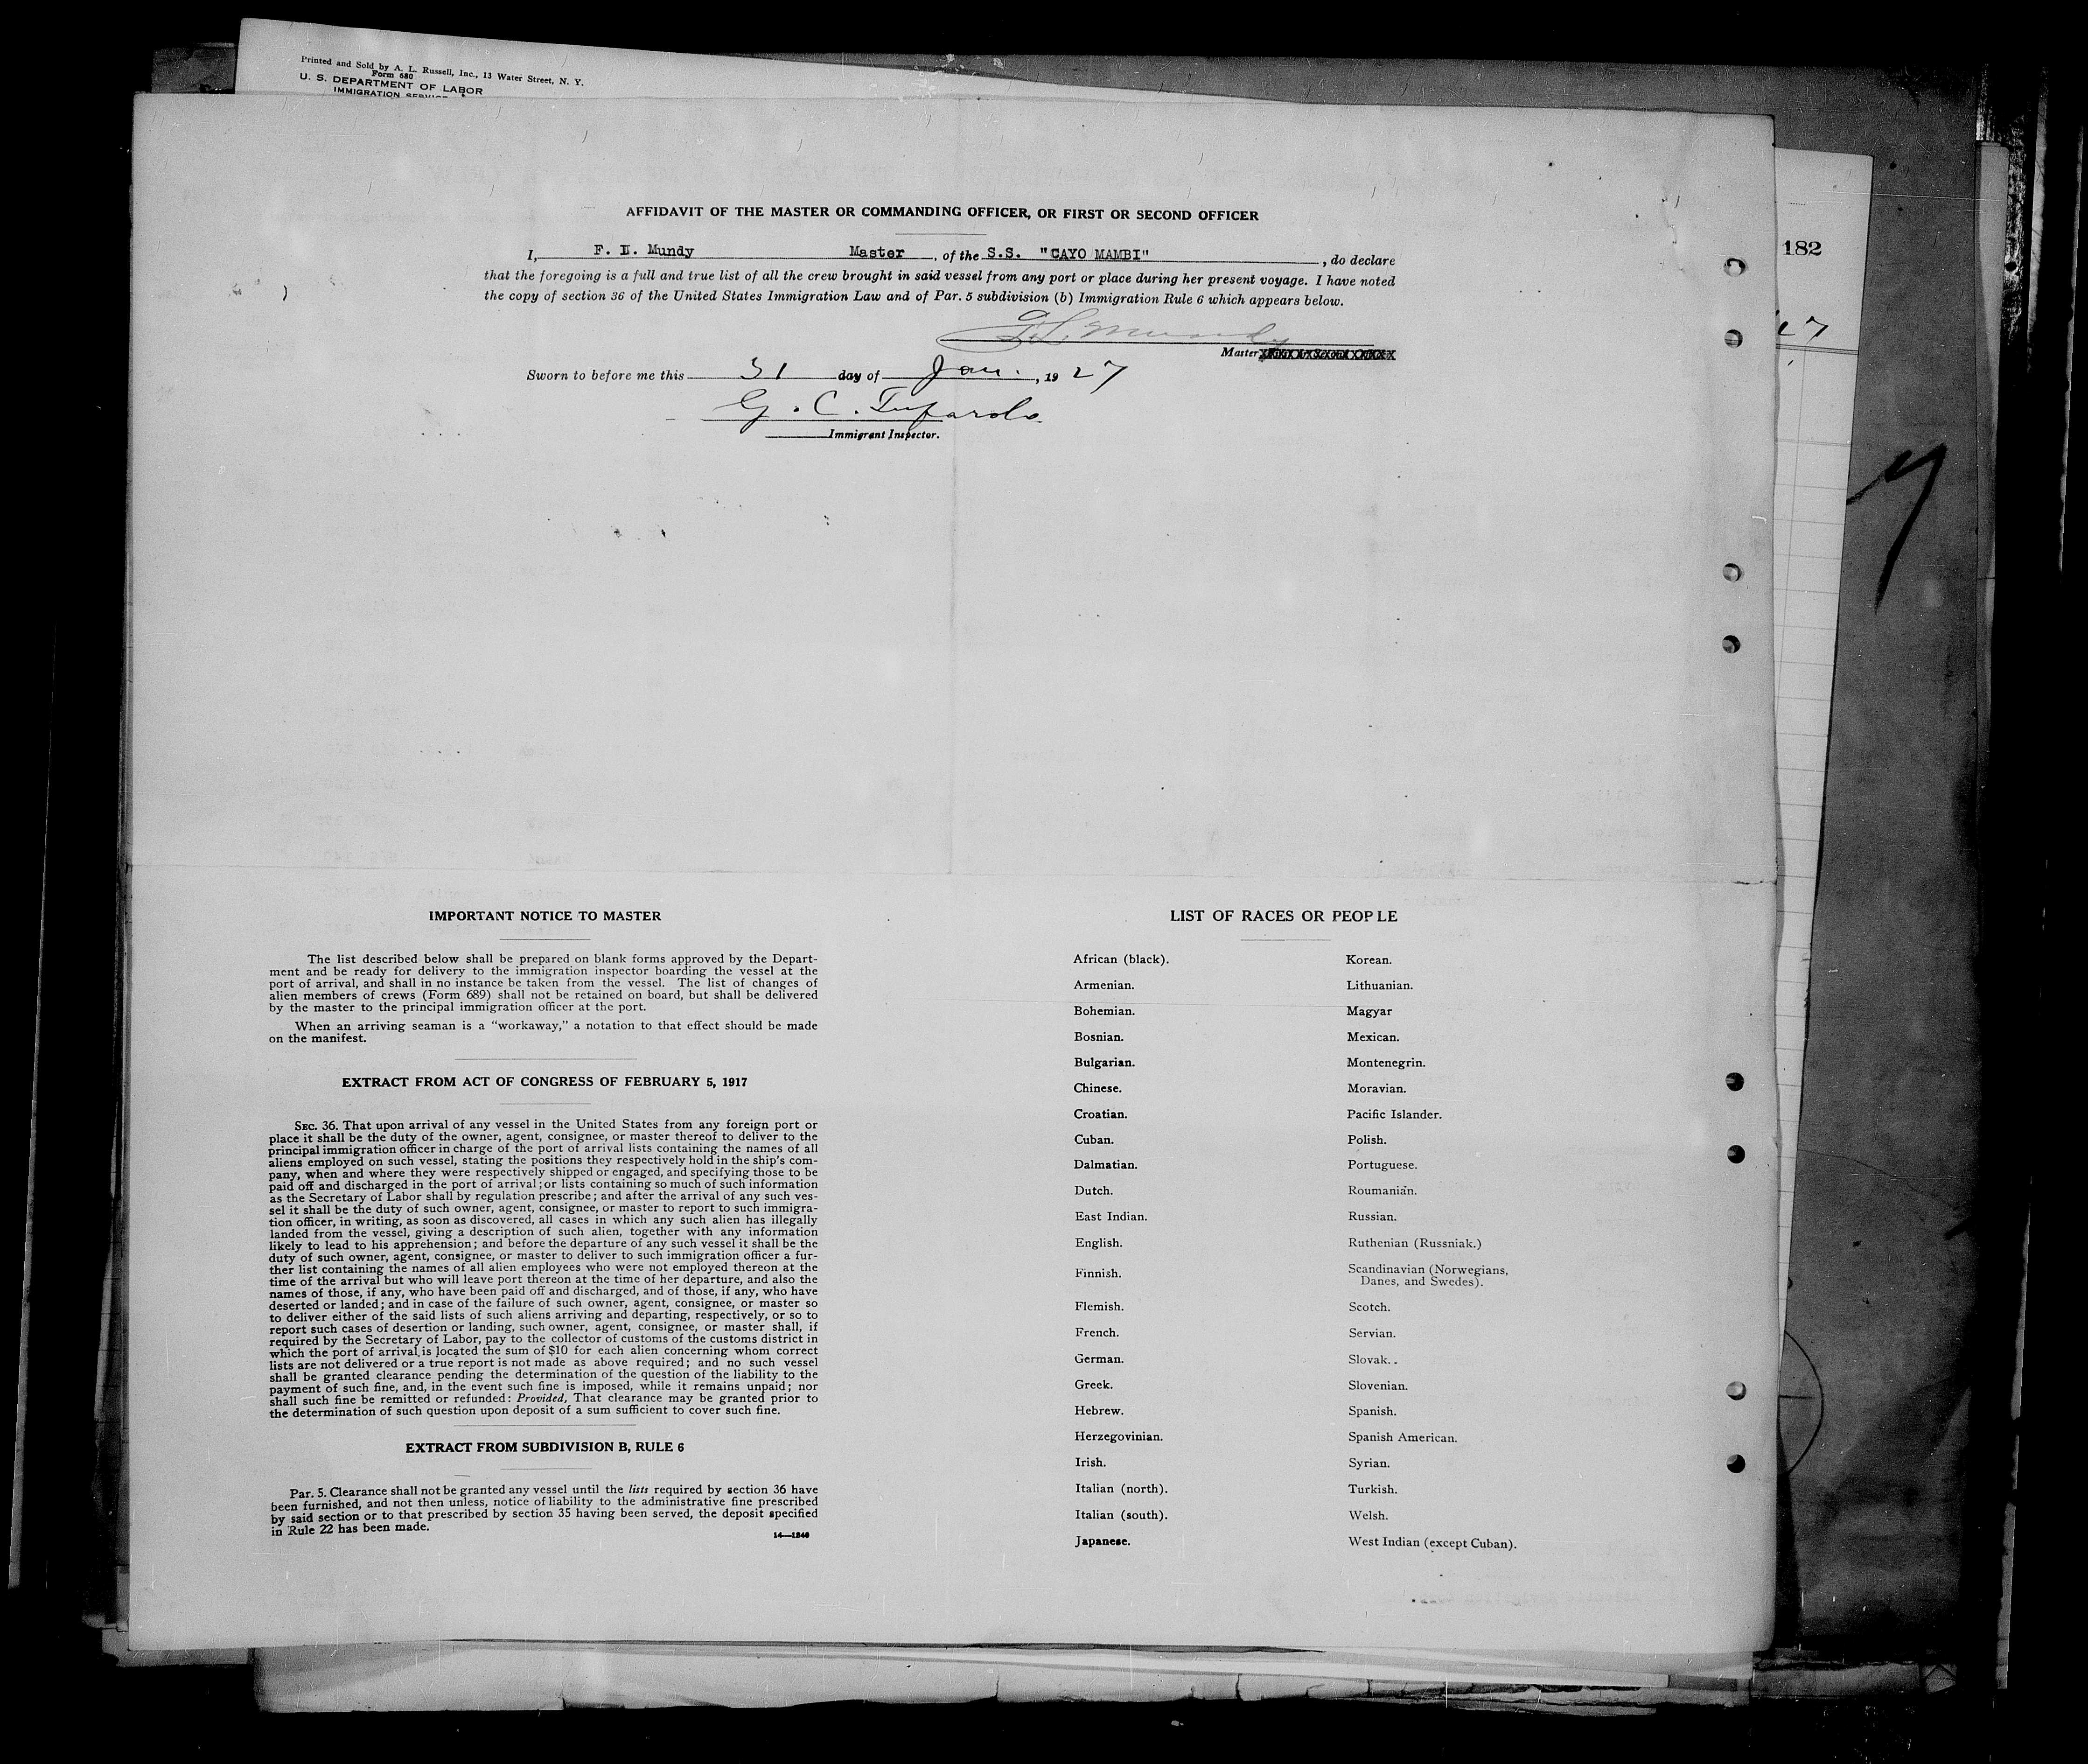 Printed and Sold by A. L. Russell, Inc., 13 Water Street, N. Y.
Form 680
U. S. DEPARTMENT OF LABOR
IMMIGRATION SERVICE
182
27
AFFIDAVIT OF THE MASTER OR COMMANDING OFFICER, OR FIRST OR SECOND OFFICER
I, F. L. Mundy Master, of the S.S. "CAYO MAMBI", do declare
that the foregoing is a full and true list of all the crew brought in said vessel from any port or place during her present voyage. I have noted
the copy of section 36 of the United States Immigration Law and of Par. 5 subdivision (b) Immigration Rule 6 which appears below.
F. L. Mundy
Master
Sworn to before me this 31 day of Jan., 1927
G. C.
Immigrant Inspector.
IMPORTANT NOTICE TO MASTER
The list described below shall be prepared on blank forms approved by the Depart-
ment and be ready for delivery to the immigration inspector boarding the vessel at the
port of arrival, and shall in no instance be taken from the vessel. The list of changes of
alien members of crews (Form 689) shall not be retained on board, but shall be delivered
by the master to the principal immigration officer at the port.
When an arriving seaman is a "workaway," a notation to that effect should be made
on the manifest.
EXTRACT FROM ACT OF CONGRESS OF FEBRUARY 5, 1917
SEC. 36. That upon arrival of any vessel in the United States from any foreign port or
place it shall be the duty of the owner, agent, consignee, or master thereof to deliver to the
principal immigration officer in charge of the port of arrival lists containing the names of all
aliens employed on such vessel, stating the positions they respectively hold in the ship's com-
pany, when and where they were respectively shipped or engaged, and specifying those to be
paid off and discharged in the port of arrival; or lists containing so much of such information
as the Secretary of Labor shall by regulation prescribe; and after the arrival of any such ves-
sel it shall be the duty of such owner, agent, consignee, or master to report to such immigra-
tion officer, in writing, as soon as discovered, all cases in which any such alien has illegally
landed from the vessel, giving a description of such alien, together with any information
likely to lead to his apprehension; and before the departure of any such vessel it shall be the
duty of such owner, agent, consignee, or master to deliver to such immigration officer a fur-
ther list containing the names of all alien employees who were not employed thereon at the
time of the arrival but who will leave port thereon at the time of her departure, and also the
names of those, if any, who have been paid off and discharged, and of those, if any, who have
deserted or landed; and in case of the failure of such owner, agent, consignee, or master so
to deliver either of the said lists of such aliens arriving and departing, respectively, or so to
report such cases of desertion or landing, such owner, agent, consignee, or master shall, if
required by the Secretary of Labor, pay to the collector of customs of the customs district in
which the port of arrival is located the sum of $10 for each alien concerning whom correct
lists are not delivered or a true report is not made as above required; and no such vessel
shall be granted clearance pending the determination of the question of the liability to the
payment of such fine, and, in the event such fine is imposed, while it remains unpaid; nor
shall such fine be remitted or refunded: Provided, That clearance may be granted prior to
the determination of such question upon deposit of a sum sufficient to cover such fine.
EXTRACT FROM SUBDIVISION B, RULE 6
Par. 5. Clearance shall not be granted any vessel until the lists required by section 36 have
been furnished, and not then unless, notice of liability to the administrative fine prescribed
by said section or to that prescribed by section 35 having been served, the deposit specified
in Rule 22 has been made.
14—1240
LIST OF RACES OR PEOPLE
African (black).
Armenian.
Bohemian.
Bosnian.
Bulgarian.
Chinese.
Croatian.
Cuban.
Dalmatian.
Dutch.
East Indian.
English.
Finnish.
Flemish.
French.
German.
Greek.
Hebrew.
Herzegovinian.
Irish.
Italian (north).
Italian (south).
Japanese.
Korean.
Lithuanian.
Magyar
Mexican.
Montenegrin.
Moravian.
Pacific Islander.
Polish.
Portuguese.
Roumanian.
Russian.
Ruthenian (Russniak.)
Scandinavian (Norwegians,
Danes, and Swedes).
Scotch.
Servian.
Slovak.
Slovenian.
Spanish.
Spanish American.
Syrian.
Turkish.
Welsh.
West Indian (except Cuban).